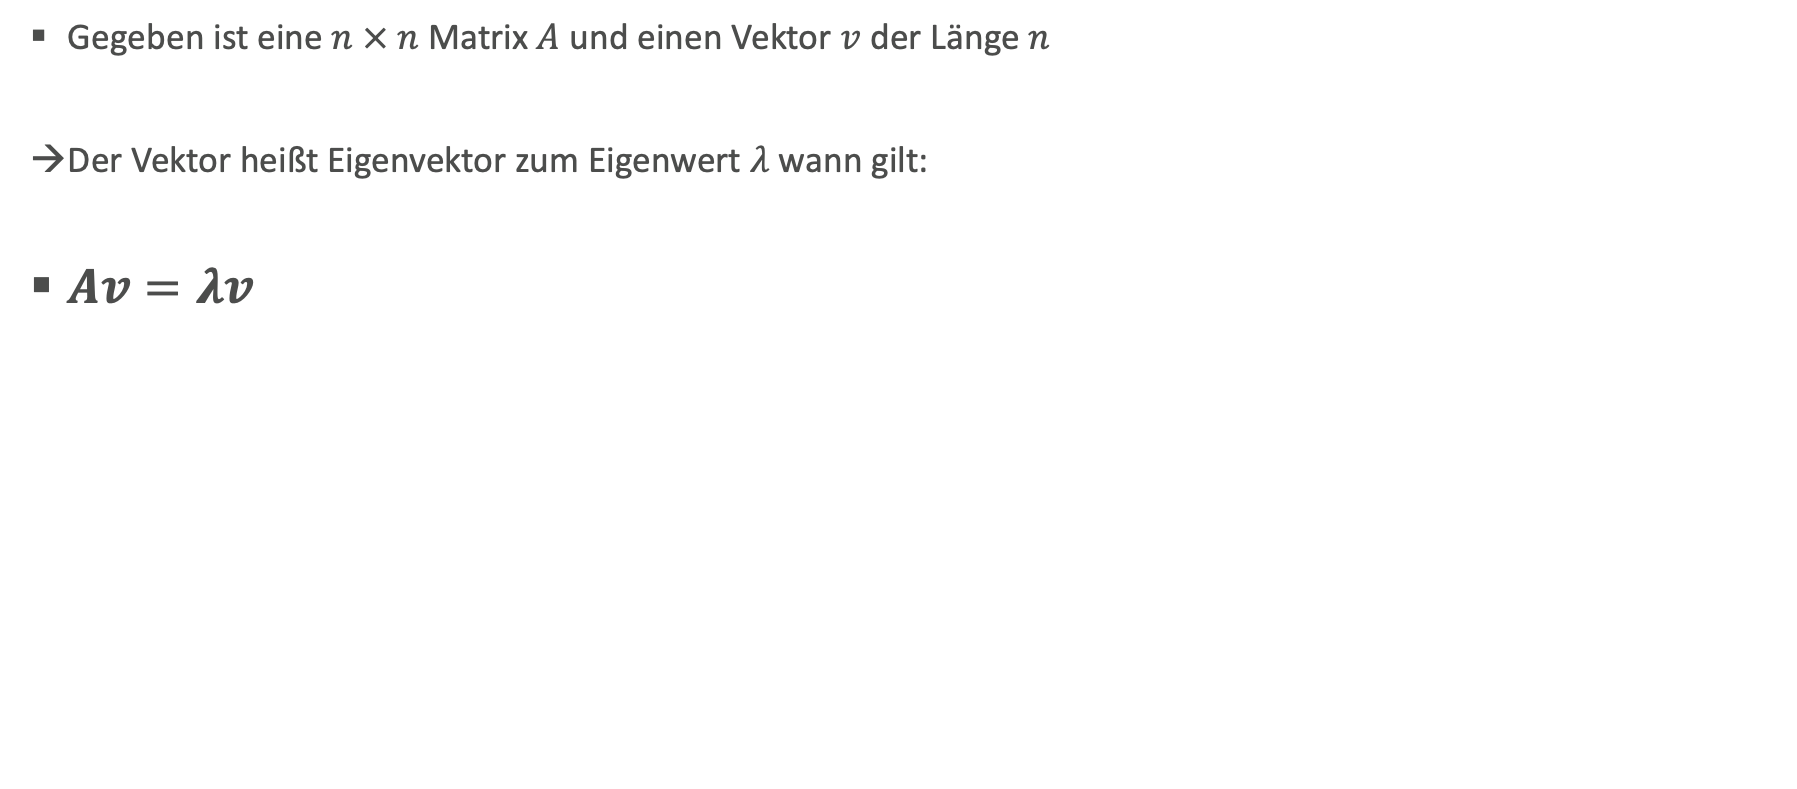 ▪ Gegeben ist eine n × n Matrix A und einen Vektor v der Länge n
→Der Vektor heißt Eigenvektor zum Eigenwert λ wann gilt:
▪ Av = λv